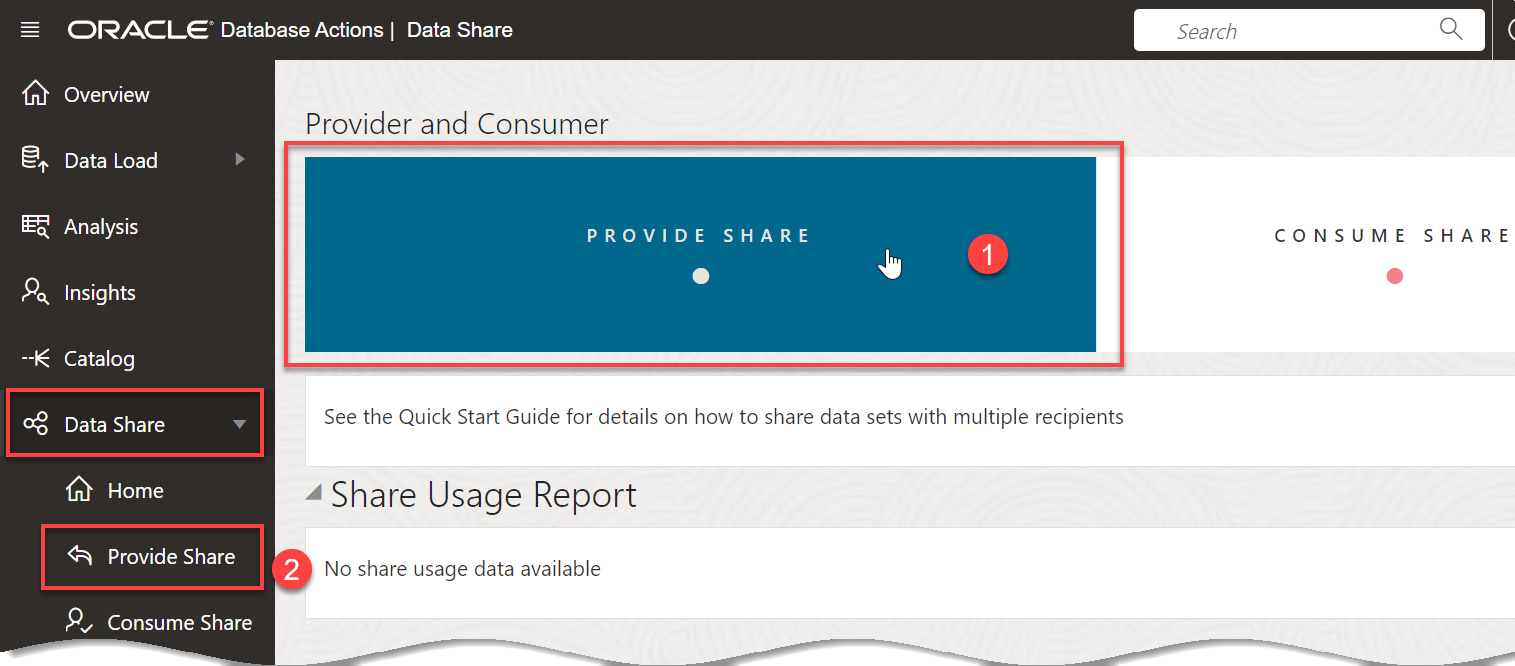 ORACLE Database Actions | Data Share
Search
Overview
Data Load
Analysis
Insights
Catalog
Data Share
Home
Provide Share
Consume Share
Provider and Consumer
PROVIDE SHARE
1
CONSUME SHARE
See the Quick Start Guide for details on how to share data sets with multiple recipients
Share Usage Report
2
No share usage data available